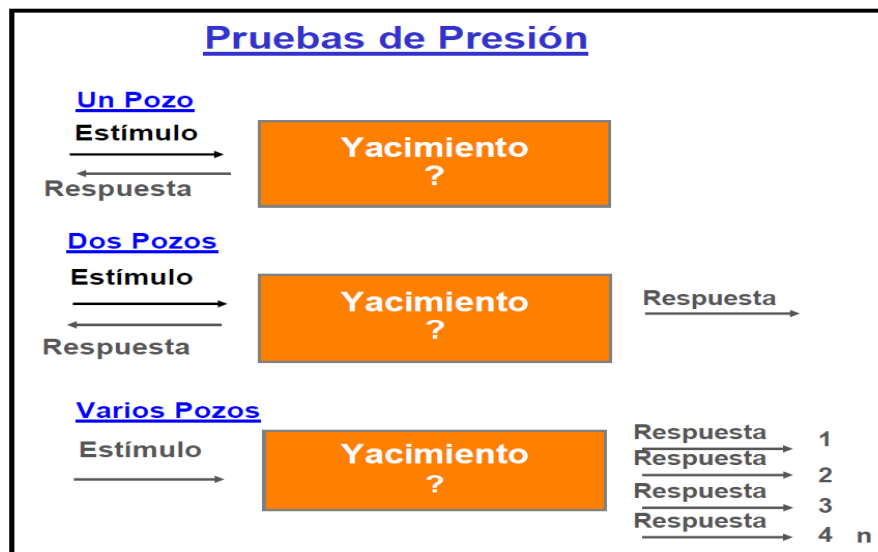 Pruebas de Presión
Un Pozo
Estímulo
Respuesta
Yacimiento
?
Dos Pozos
Estímulo
Respuesta
Yacimiento
?
Respuesta
Varios Pozos
Estímulo
Yacimiento
?
Respuesta 1
Respuesta 2
Respuesta 3
Respuesta 4 n